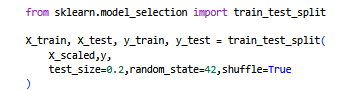 from sklearn.model_selection import train_test_split
X_train, X_test, y_train, y_test = train_test_split(
X_scaled,y,
test_size=0.2,random_state=42,shuffle=True
)